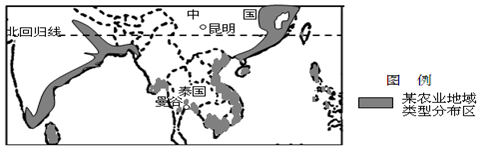 中 国
昆明
北回归线
泰国
曼谷
图 例
某农业地域
类型分布区